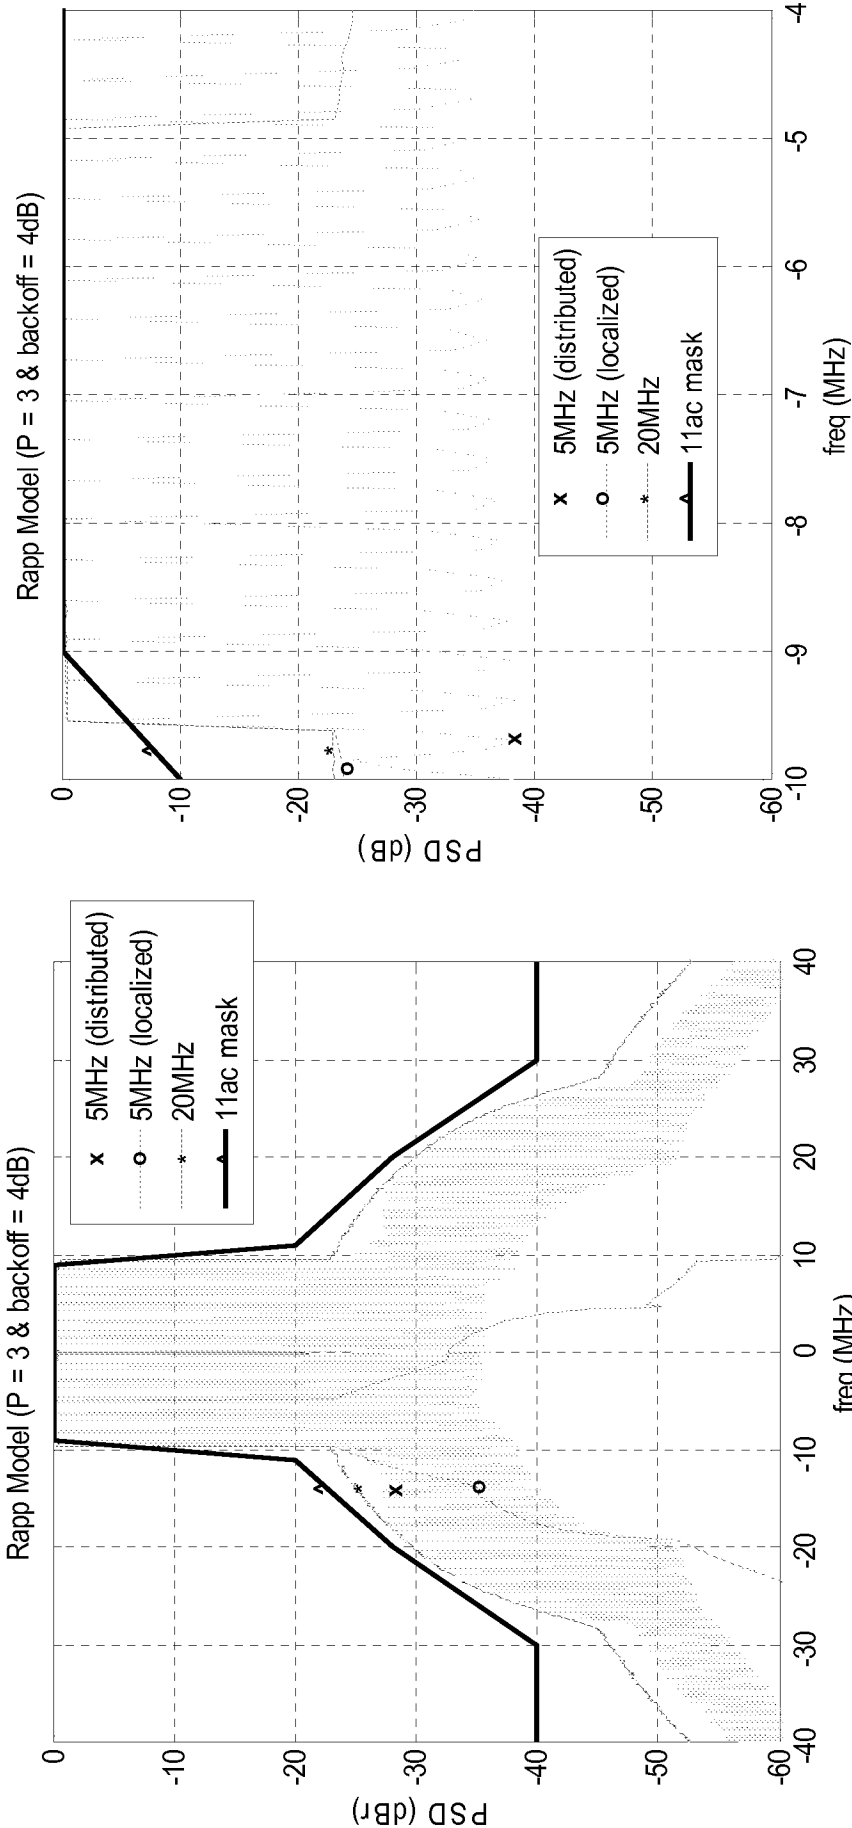 Rapp Model (P = 3 & backoff = 4dB)
0
-10
-20
-30
-40
-50
-60
PSD (dBr)
-40
-30
-20
-10
0
10
20
30
40
freq (MHz)
5MHz (distributed)
5MHz (localized)
20MHz
11ac mask
Rapp Model (P = 3 & backoff = 4dB)
0
-10
-20
-30
-40
-50
-60
PSD (dB)
-10
-9
-8
-7
-6
-5
-4
freq (MHz)
5MHz (distributed)
5MHz (localized)
20MHz
11ac mask